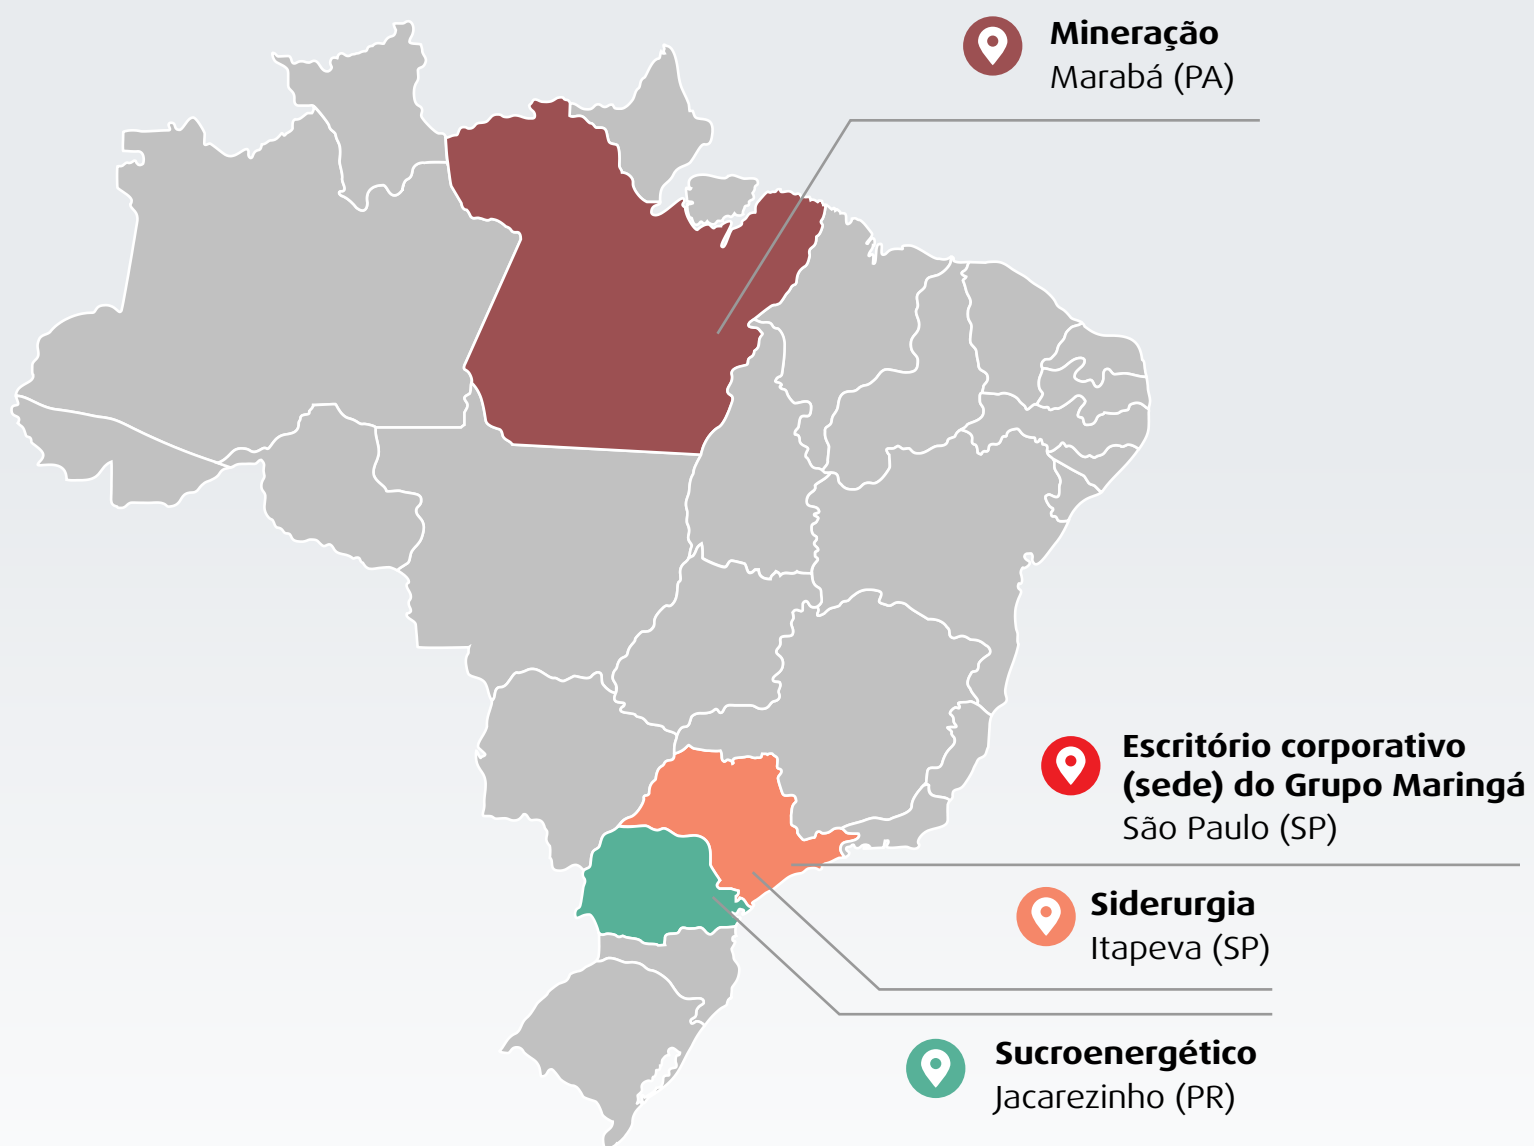 Mineração
Marabá (PA)
Escritório corporativo
(sede) do Grupo Maringá
São Paulo (SP)
Siderurgia
Itapeva (SP)
Sucroenergético
Jacarezinho (PR)